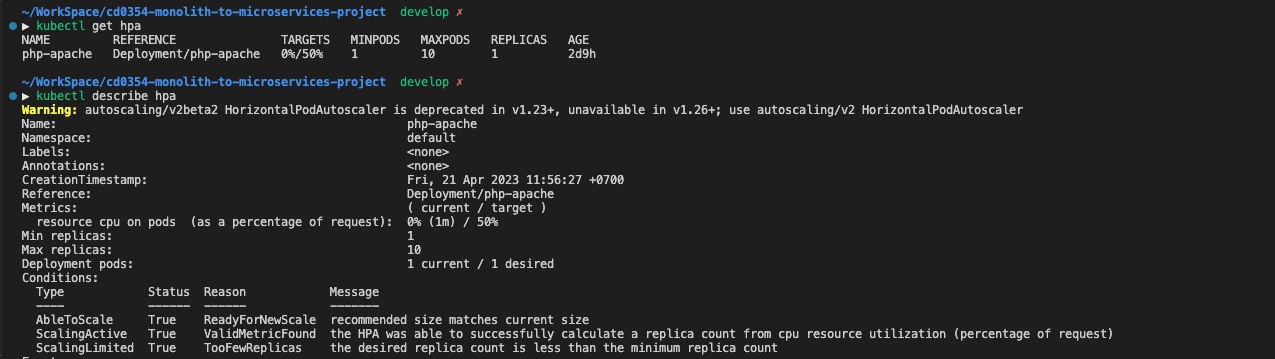 ~/WorkSpace/cd0354-monolith-to-microservices-project develop ✗
▶ kubectl get hpa
NAME REFERENCE TARGETS MINPODS MAXPODS REPLICAS AGE
php-apache Deployment/php-apache 0%/50% 1 10 1 2d9h
~/WorkSpace/cd0354-monolith-to-microservices-project develop ✗
▶ kubectl describe hpa
Warning: autoscaling/v2beta2 HorizontalPodAutoscaler is deprecated in v1.23+, unavailable in v1.26+; use autoscaling/v2 HorizontalPodAutoscaler
Name: php-apache
Namespace: default
Labels: <none>
Annotations: <none>
CreationTimestamp: Fri, 21 Apr 2023 11:56:27 +0700
Reference: Deployment/php-apache
Metrics: ( current / target )
resource cpu on pods (as a percentage of request): 0% (1m) / 50%
Min replicas: 1
Max replicas: 10
Deployment pods: 1 current / 1 desired
Conditions:
Type Status Reason Message
---- ------ ------ -------
AbleToScale True ReadyForNewScale recommended size matches current size
ScalingActive True ValidMetricFound the HPA was able to successfully calculate a replica count from cpu resource utilization (percentage of request)
ScalingLimited True TooFewReplicas the desired replica count is less than the minimum replica count